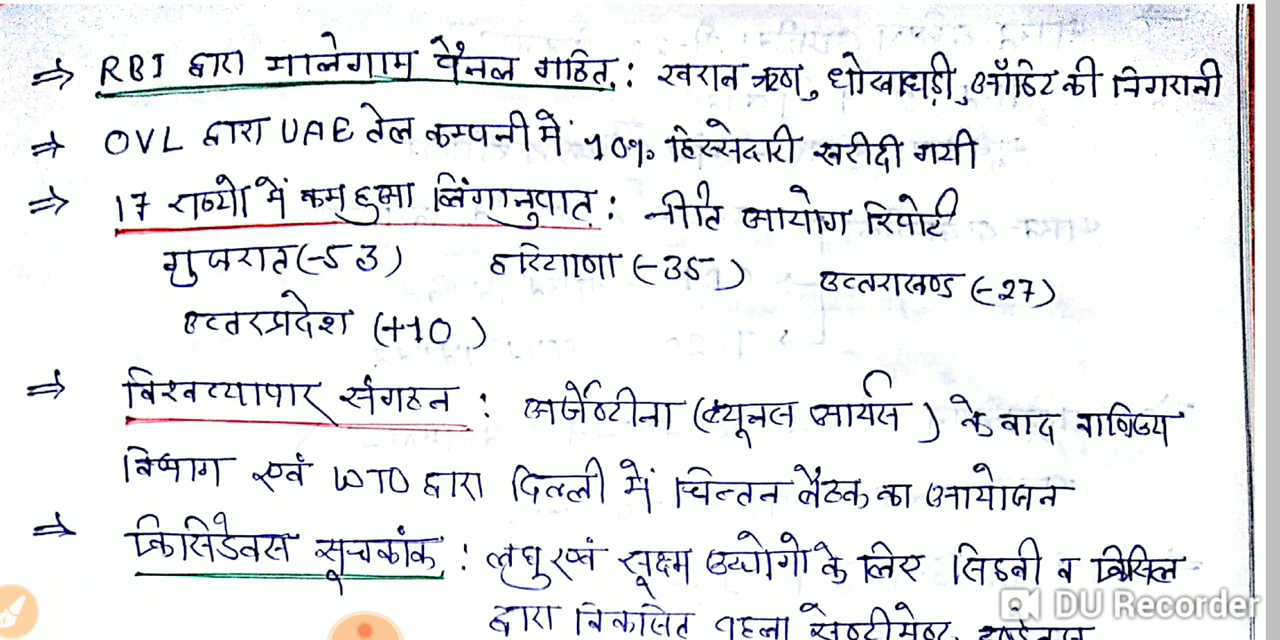 ⇒ RBI द्वारा मालेगाम पैनल गठित : खराब ऋण, धोखाधड़ी, ऑडिट की निगरानी
⇒ OVL द्वारा UAE तेल कम्पनी में 10% हिस्सेदारी खरीदी गयी
⇒ 17 राज्यो में कम हुआ लिंगानुपात : नीति आयोग रिपोर्ट
गुजरात (-53) हरियाणा (-35) उत्तराखण्ड (-27)
उत्तरप्रदेश (+10)
⇒ विश्वव्यापार संगठन : अर्जेण्टीना (ब्यूनस आर्यस) के बाद वाणिज्य
विभाग एवं WTO द्वारा दिल्ली में चिन्तन बैठक का आयोजन
⇒ क्रिसिडेक्स सूचकांक : लघु एवं सूक्ष्म उद्योगो के लिए सिडबी व क्रिसिल
द्वारा विकसित पहला सेण्टीमेण्ट
DU Recorder